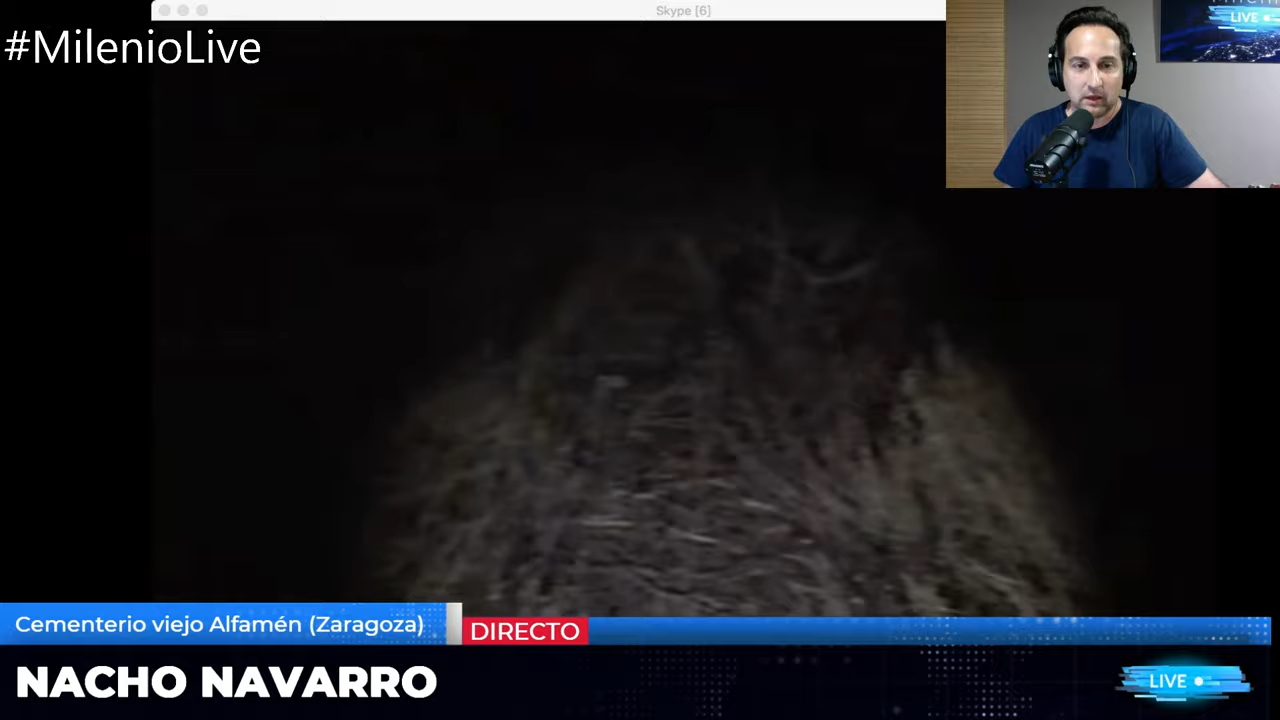 Skype [6]
#MilenioLive
LIVE
Cementerio viejo Alfamén (Zaragoza)
DIRECTO
NACHO NAVARRO
LIVE